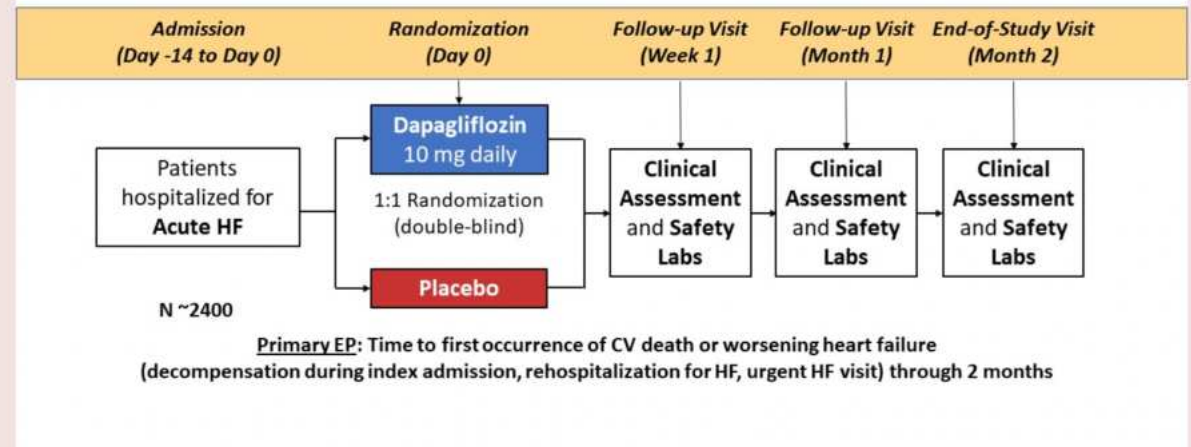 Admission
(Day -14 to Day 0)
Randomization
(Day 0)
Follow-up Visit
(Week 1)
Follow-up Visit
(Month 1)
End-of-Study Visit
(Month 2)
Patients
hospitalized for
Acute HF
N ~2400
Dapagliflozin
10 mg daily
1:1 Randomization
(double-blind)
Placebo
Clinical
Assessment
and Safety
Labs
Clinical
Assessment
and Safety
Labs
Clinical
Assessment
and Safety
Labs
Primary EP: Time to first occurrence of CV death or worsening heart failure
(decompensation during index admission, rehospitalization for HF, urgent HF visit) through 2 months